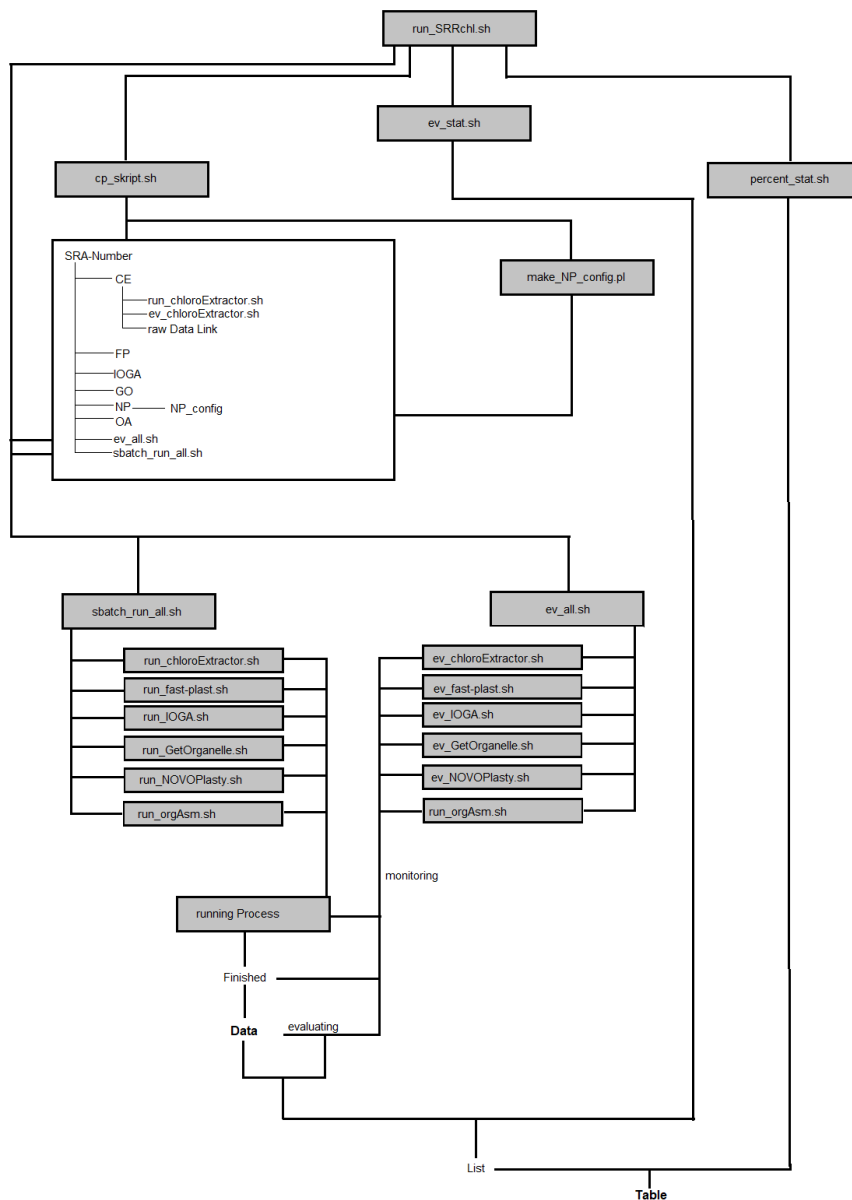 run_SRRchl.sh
ev_stat.sh
cp_skript.sh
percent_stat.sh
SRA-Number
CE
run_chloroExtractor.sh
ev_chloroExtractor.sh
raw Data Link
FP
IOGA
GO
NP
NP_config
OA
ev_all.sh
sbatch_run_all.sh
make_NP_config.pl
sbatch_run_all.sh
ev_all.sh
run_chloroExtractor.sh
ev_chloroExtractor.sh
run_fast-plast.sh
ev_fast-plast.sh
run_IOGA.sh
ev_IOGA.sh
run_GetOrganelle.sh
ev_GetOrganelle.sh
run_NOVOPlasty.sh
ev_NOVOPlasty.sh
run_orgAsm.sh
run_orgAsm.sh
monitoring
running Process
Finished
Data
evaluating
List
Table